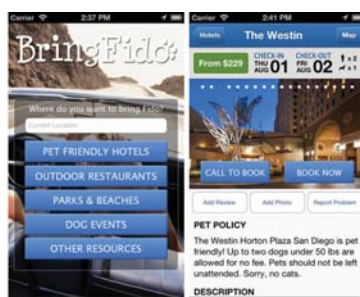 Carrier 2:37 PM
BringFido
Where do you want to bring Fido?
Current Location
PET FRIENDLY HOTELS
OUTDOOR RESTAURANTS
PARKS & BEACHES
DOG EVENTS
OTHER RESOURCES
Carrier 2:41 PM
Hotels The Westin Map
From $229
CHECK-IN THU AUG 01
CHECK-OUT FRI AUG 02
x 2
x 1
CALL TO BOOK BOOK NOW
Add Review Add Photo Report Problem
PET POLICY
The Westin Horton Plaza San Diego is pet
friendly! Up to two dogs under 50 lbs are
allowed for no fee. Pets should not be left
unattended. Sorry, no cats.
DESCRIPTION